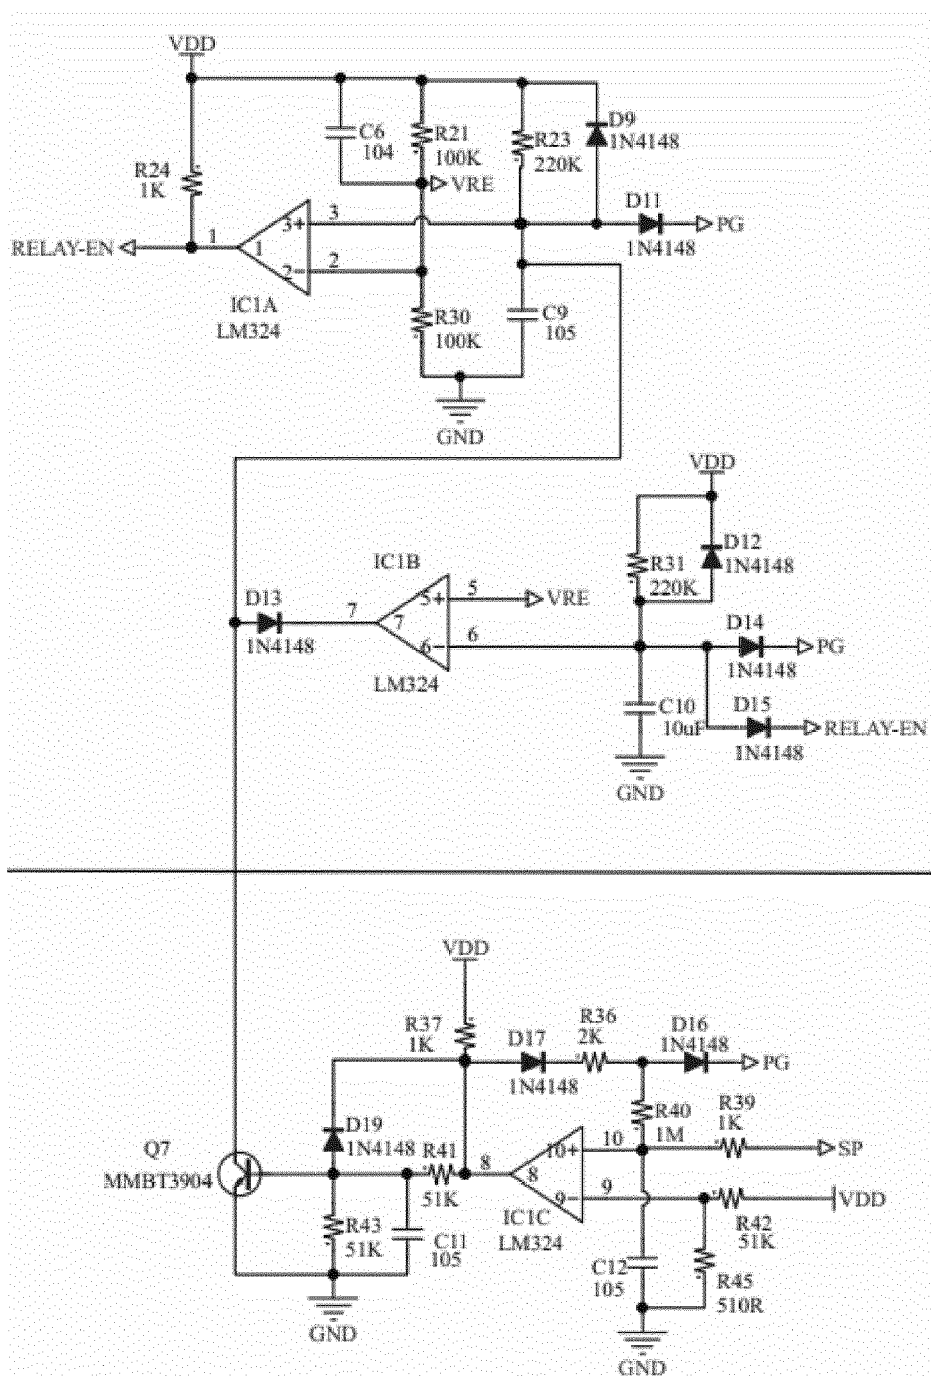 VDD
D9
1N4148
C6
104
R21
100K
R23
220K
R24
1K
VRE
D11
1N4148
PG
3
3+
RELAY-EN
1
1
2
2−
IC1A
LM324
R30
100K
C9
105
GND
VDD
IC1B
D12
1N4148
R31
220K
5
5+
VRE
D13
1N4148
7
7
6
6−
LM324
D14
1N4148
PG
C10
10uF
D15
1N4148
RELAY-EN
GND
VDD
R37
1K
D17
1N4148
R36
2K
D16
1N4148
PG
R40
1M
R39
1K
SP
D19
1N4148
R41
51K
8
8
10
10+
Q7
MMBT3904
9
9−
VDD
IC1C
LM324
R42
51K
R43
51K
C11
105
C12
105
R45
510R
GND
GND